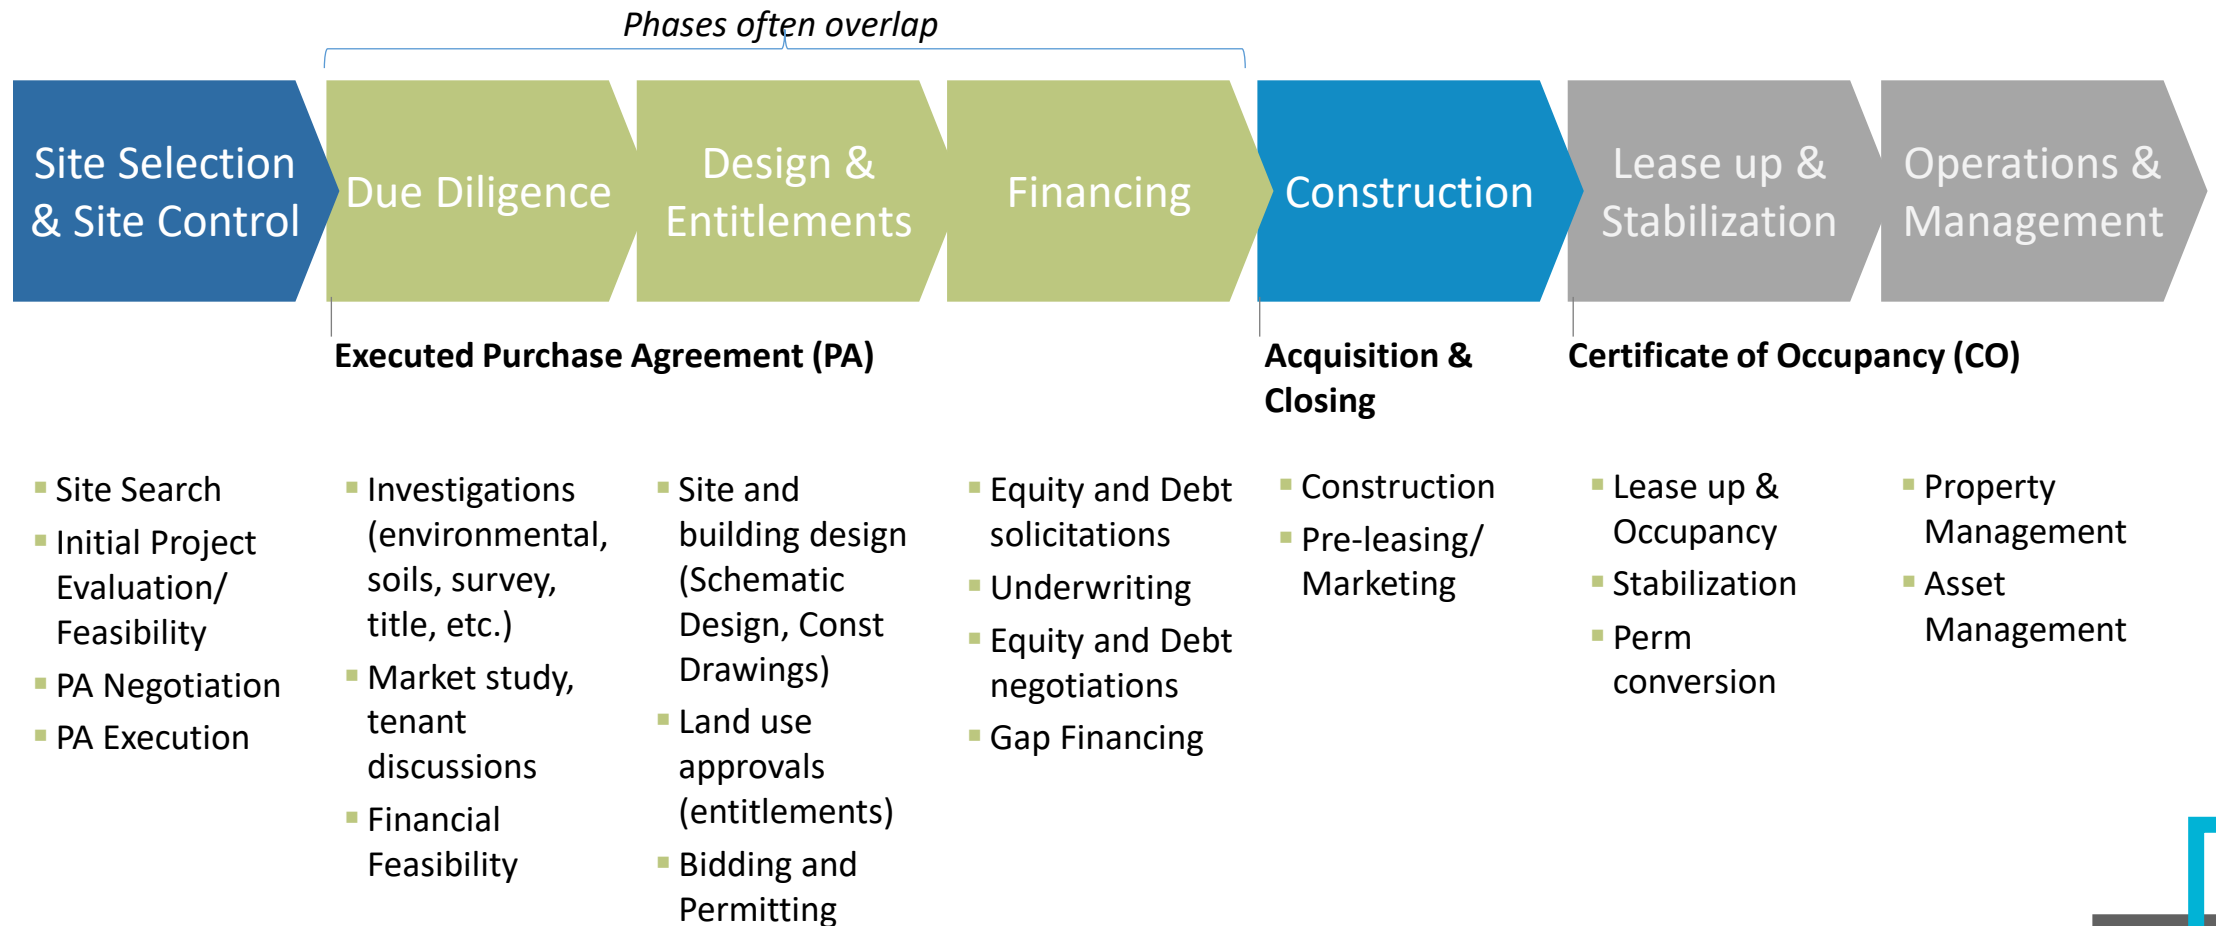 Phases often overlap
Site Selection
& Site Control
Due Diligence
Design &
Entitlements
Financing
Construction
Lease up &
Stabilization
Operations &
Management
Executed Purchase Agreement (PA)
Acquisition &
Closing
Certificate of Occupancy (CO)
▪ Site Search
▪ Initial Project
Evaluation/
Feasibility
▪ PA Negotiation
▪ PA Execution
▪ Investigations
(environmental,
soils, survey,
title, etc.)
▪ Market study,
tenant
discussions
▪ Financial
Feasibility
▪ Site and
building design
(Schematic
Design, Const
Drawings)
▪ Land use
approvals
(entitlements)
▪ Bidding and
Permitting
▪ Equity and Debt
solicitations
▪ Underwriting
▪ Equity and Debt
negotiations
▪ Gap Financing
▪ Construction
▪ Pre-leasing/
Marketing
▪ Lease up &
Occupancy
▪ Stabilization
▪ Perm
conversion
▪ Property
Management
▪ Asset
Management